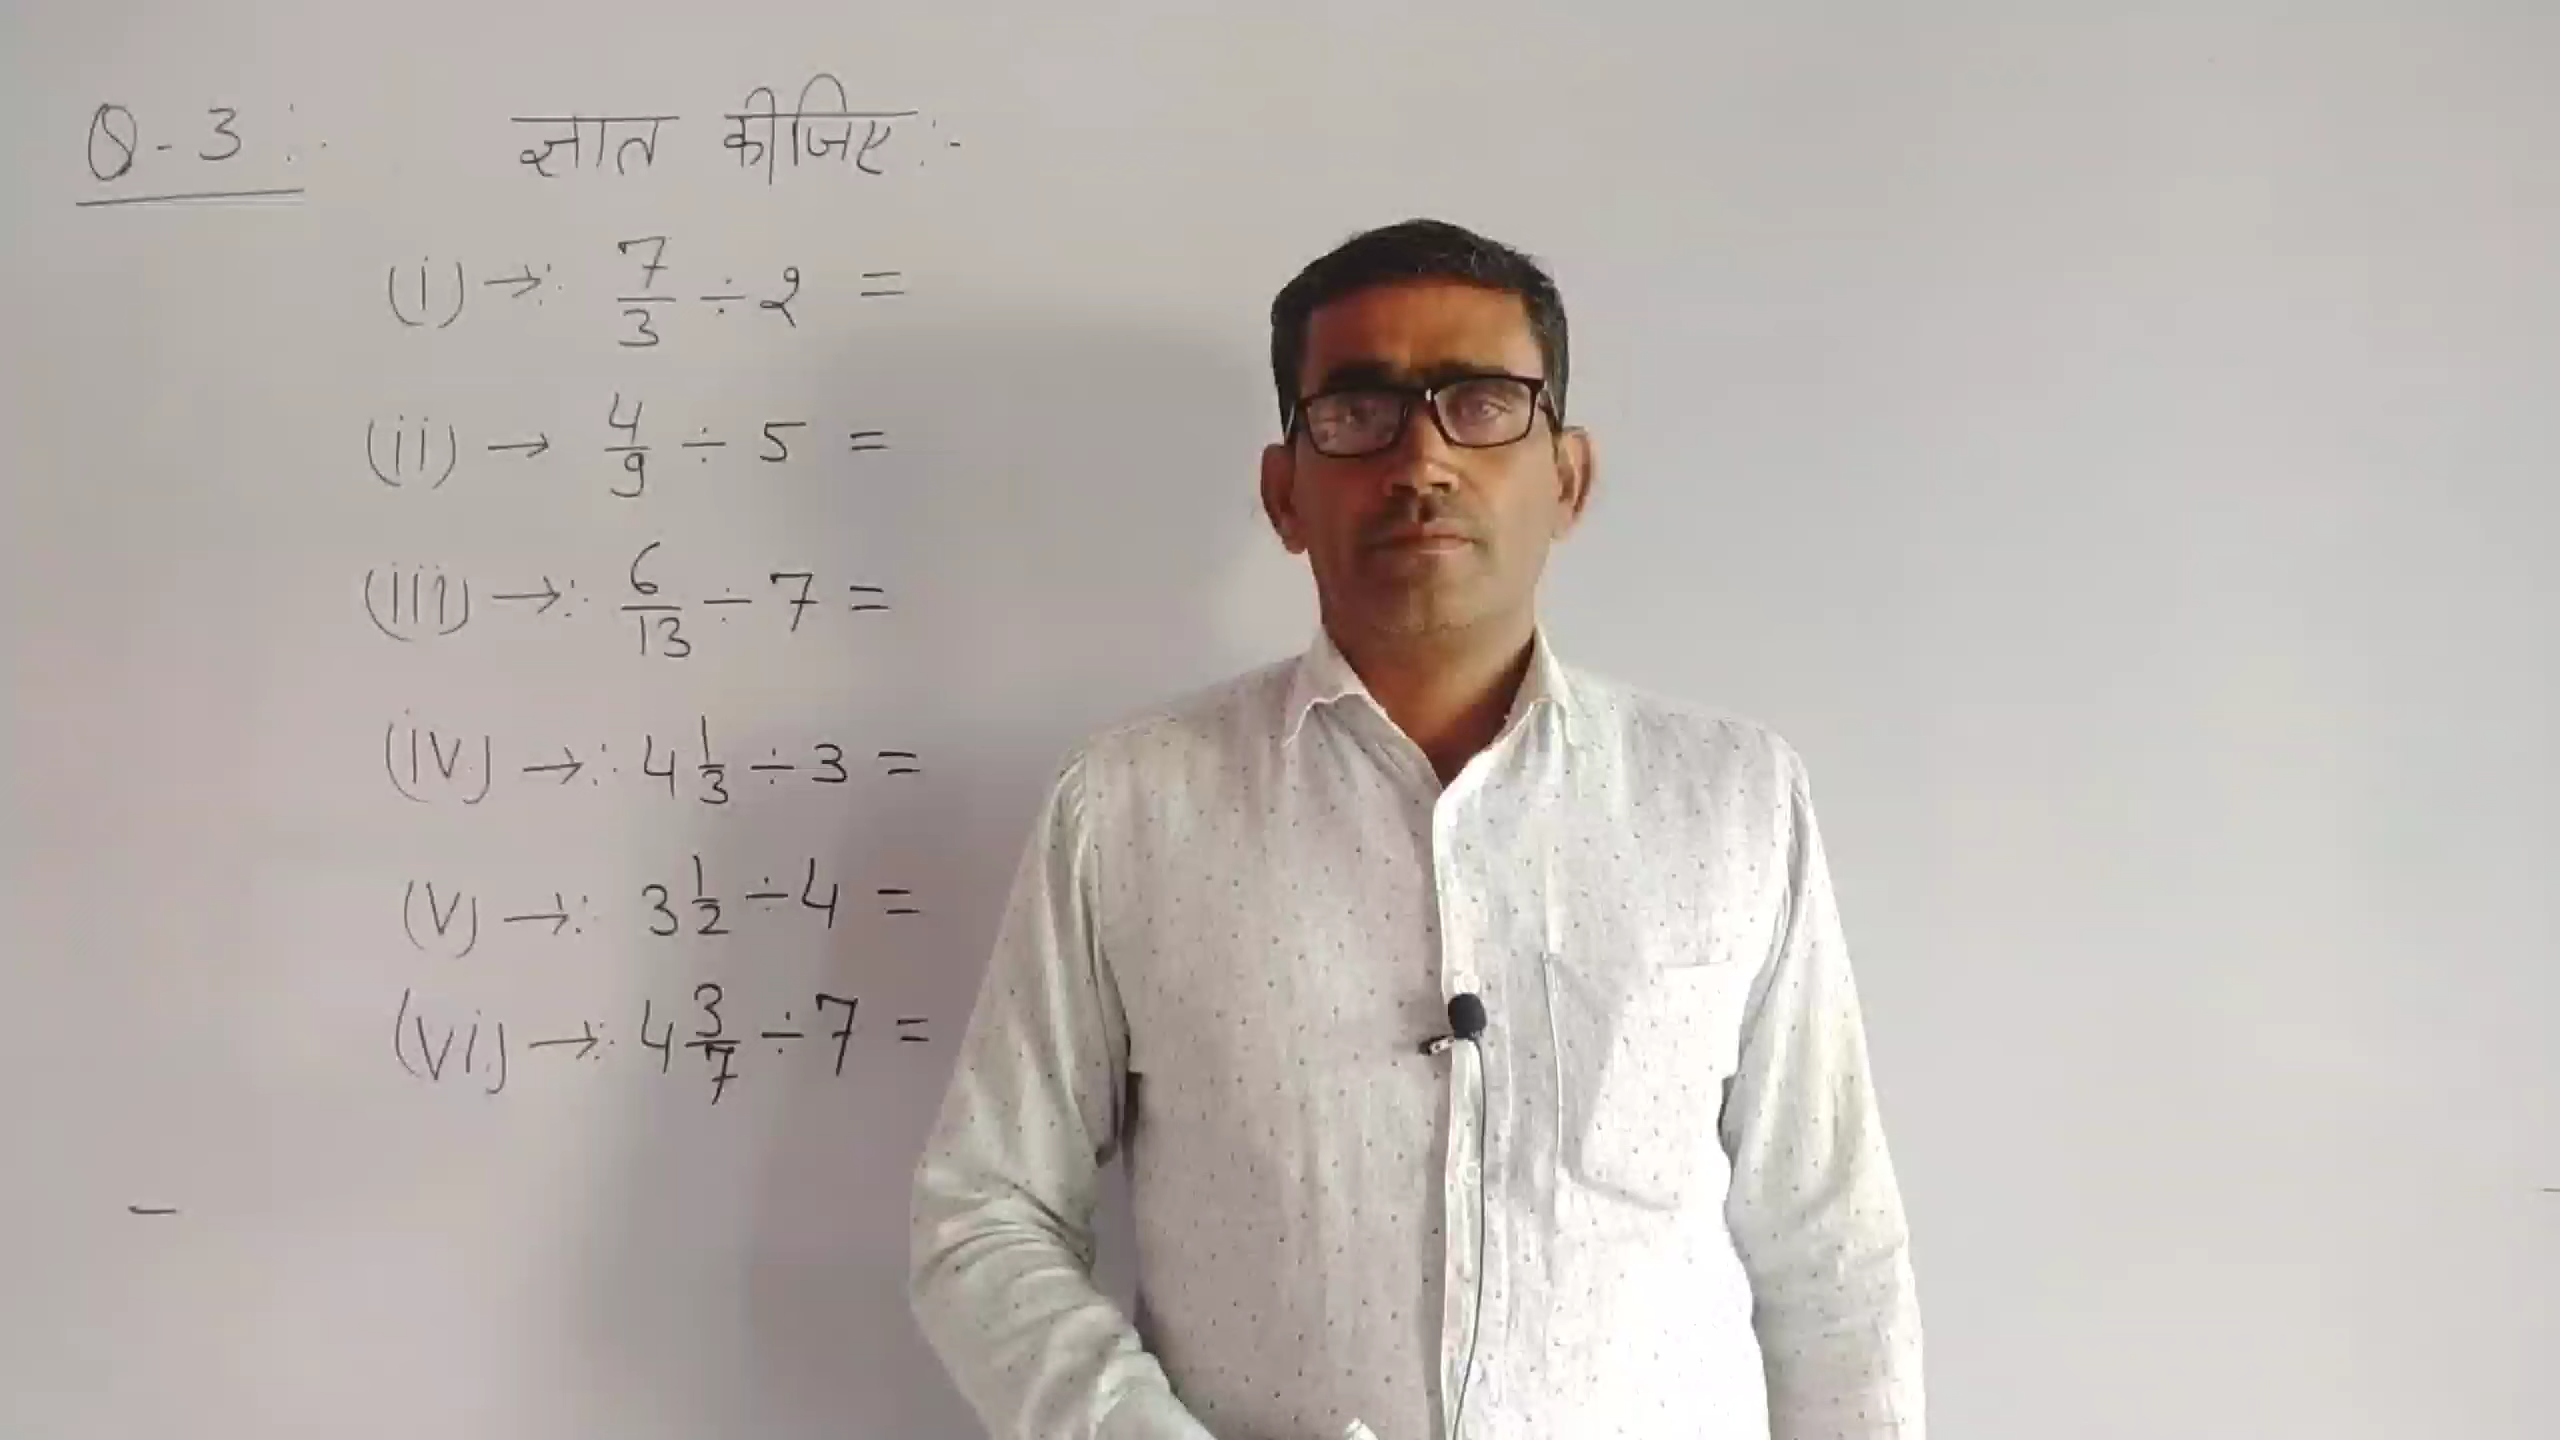 Q-3:- ज्ञात कीजिए:-
(i) →: 7/3 ÷ 2 =
(ii) → 4/9 ÷ 5 =
(iii) →: 6/13 ÷ 7 =
(iv) →: 4 1/3 ÷ 3 =
(v) →: 3 1/2 ÷ 4 =
(vi) →: 4 3/7 ÷ 7 =